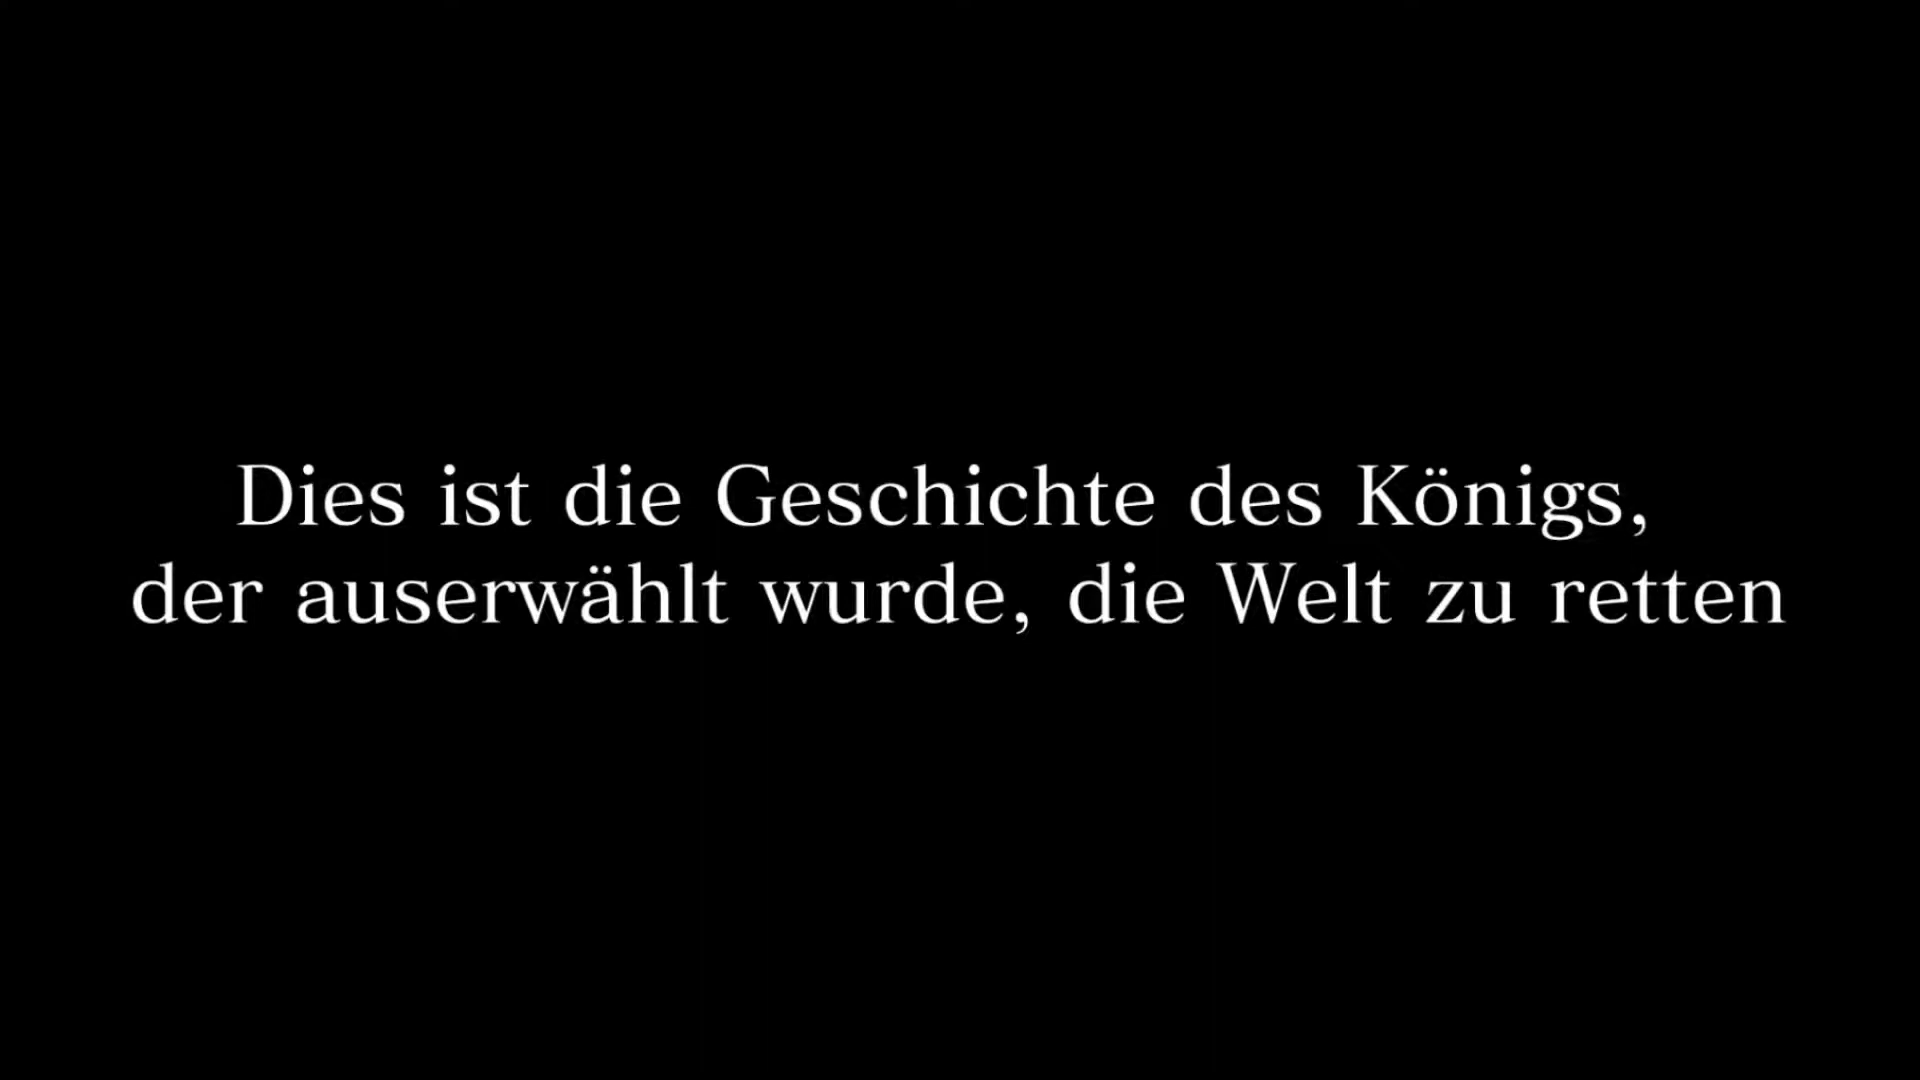 Dies ist die Geschichte des Königs,
der auserwählt wurde, die Welt zu retten